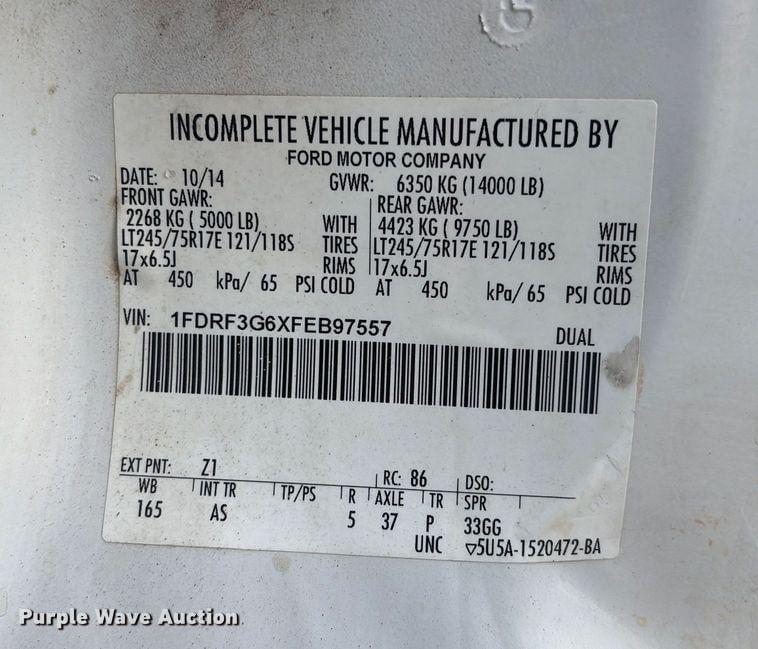 INCOMPLETE VEHICLE MANUFACTURED BY
FORD MOTOR COMPANY
DATE: 10/14 GVWR: 6350 KG (14000 LB)
FRONT GAWR: REAR GAWR:
2268 KG ( 5000 LB) WITH 4423 KG ( 9750 LB) WITH
LT245/75R17E 121/118S TIRES LT245/75R17E 121/118S TIRES
17x6.5J RIMS 17x6.5J RIMS
AT 450 kPa/ 65 PSI COLD AT 450 kPa/ 65 PSI COLD
VIN: 1FDRF3G6XFEB97557 DUAL
EXT PNT: Z1 RC: 86 DSO:
WB INT TR TP/PS R AXLE TR SPR
165 AS 5 37 P 33GG
UNC ▽5U5A-1520472-BA
Purple Wave Auction